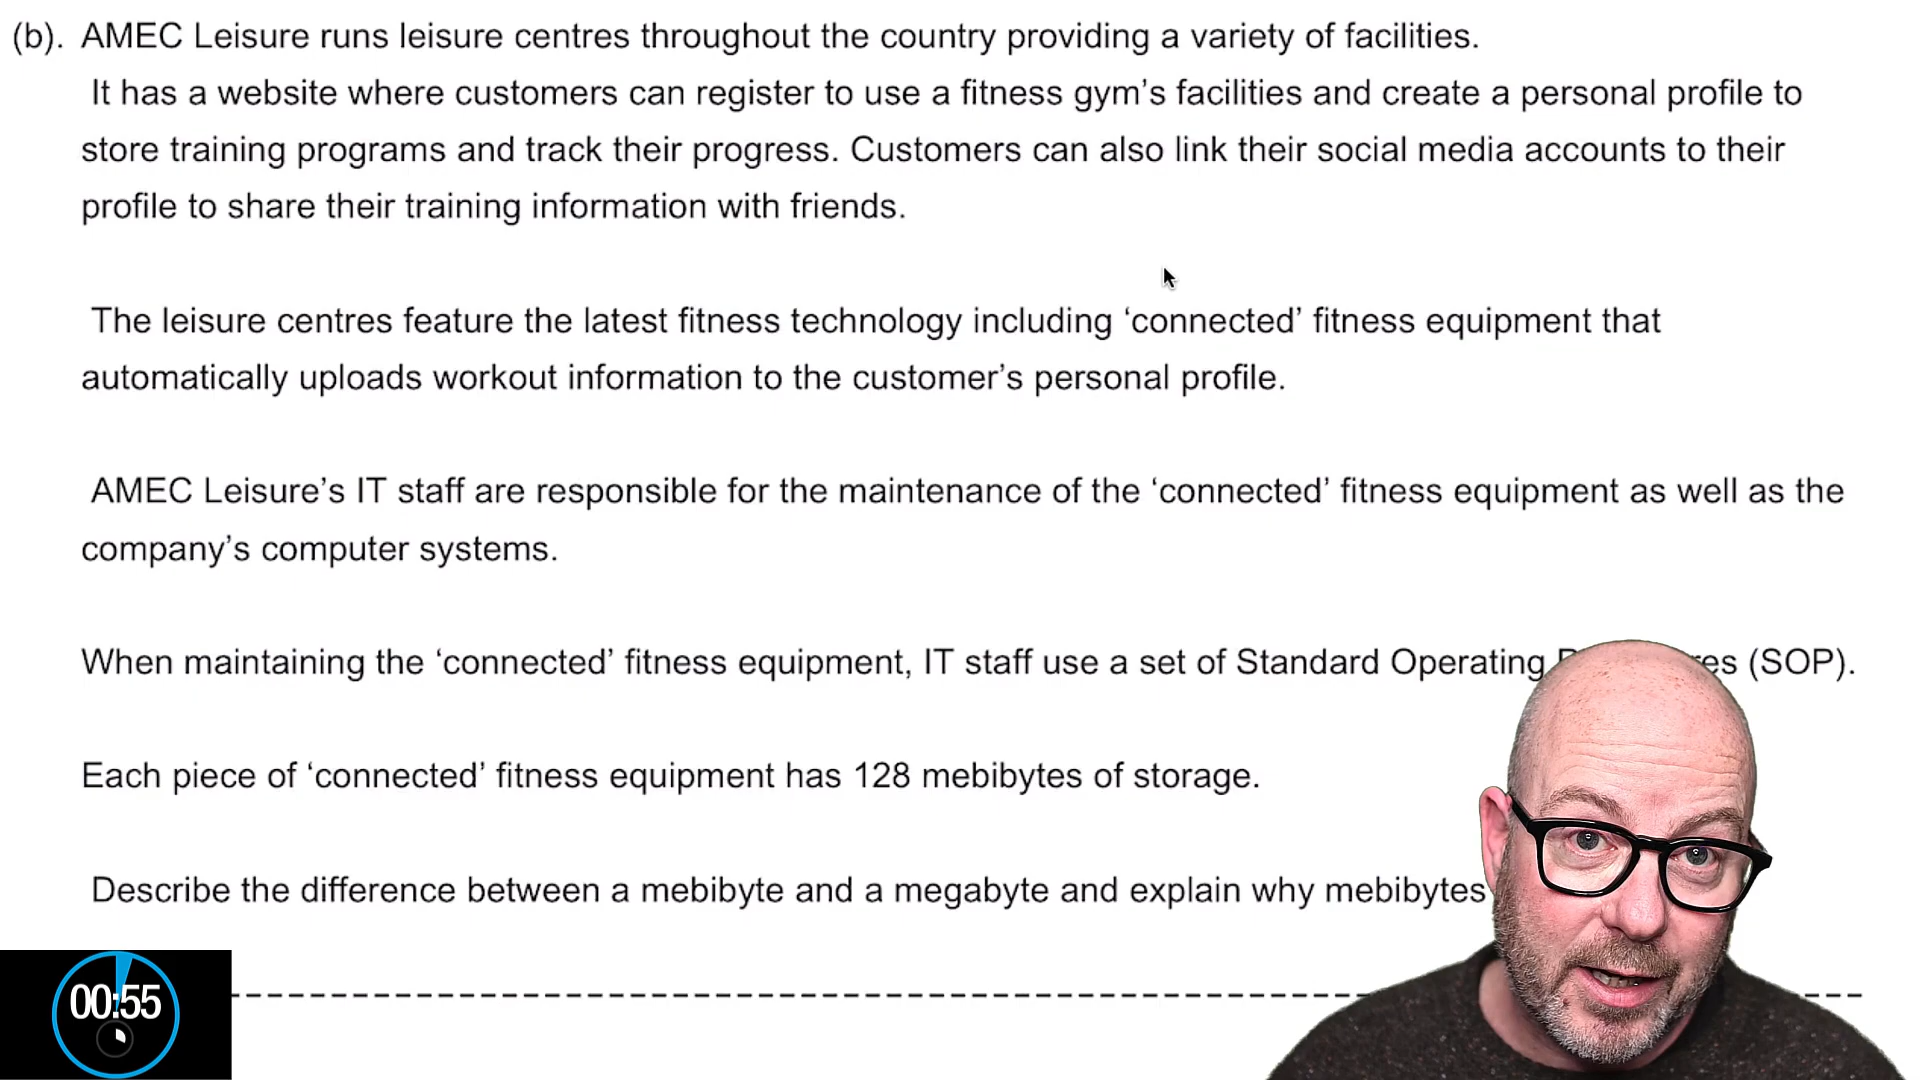 (b). AMEC Leisure runs leisure centres throughout the country providing a variety of facilities.
It has a website where customers can register to use a fitness gym’s facilities and create a personal profile to
store training programs and track their progress. Customers can also link their social media accounts to their
profile to share their training information with friends.
The leisure centres feature the latest fitness technology including ‘connected’ fitness equipment that
automatically uploads workout information to the customer’s personal profile.
AMEC Leisure’s IT staff are responsible for the maintenance of the ‘connected’ fitness equipment as well as the
company’s computer systems.
When maintaining the ‘connected’ fitness equipment, IT staff use a set of Standard Operating (SOP).
Each piece of ‘connected’ fitness equipment has 128 mebibytes of storage.
Describe the difference between a mebibyte and a megabyte and explain why mebibytes
00:55